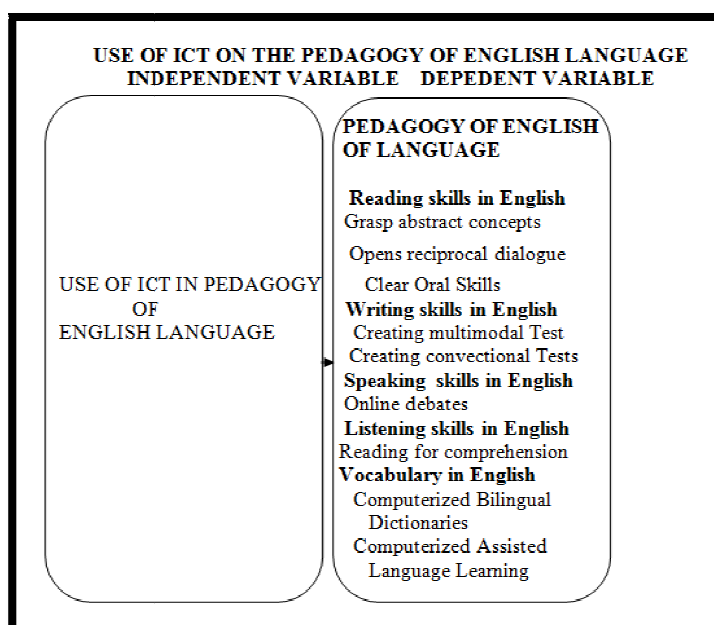 USE OF ICT ON THE PEDAGOGY OF ENGLISH LANGUAGE
INDEPENDENT VARIABLE DEPEDENT VARIABLE
USE OF ICT IN PEDAGOGY
OF
ENGLISH LANGUAGE
PEDAGOGY OF ENGLISH
OF LANGUAGE
Reading skills in English
Grasp abstract concepts
Opens reciprocal dialogue
Clear Oral Skills
Writing skills in English
Creating multimodal Test
Creating convectional Tests
Speaking skills in English
Online debates
Listening skills in English
Reading for comprehension
Vocabulary in English
Computerized Bilingual
Dictionaries
Computerized Assisted
Language Learning